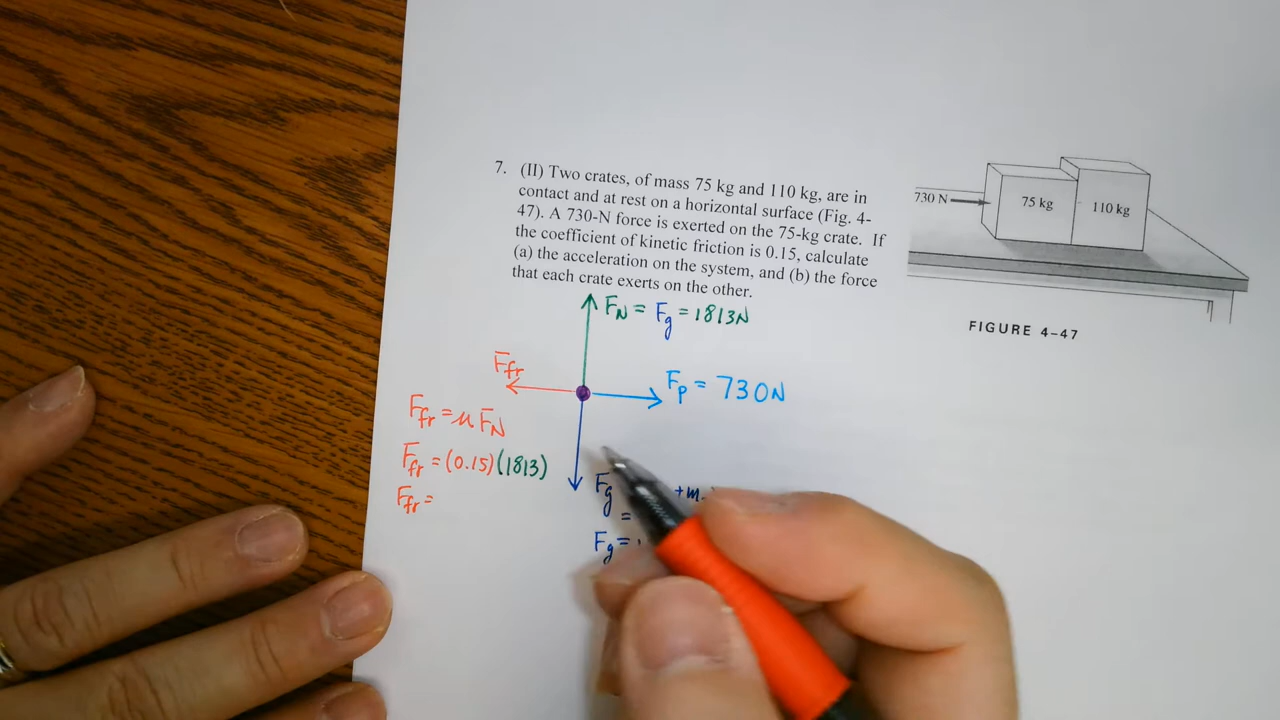 7. (II) Two crates, of mass 75 kg and 110 kg, are in
contact and at rest on a horizontal surface (Fig. 4-
47). A 730-N force is exerted on the 75-kg crate. If
the coefficient of kinetic friction is 0.15, calculate
(a) the acceleration on the system, and (b) the force
that each crate exerts on the other.
730 N
75 kg
110 kg
FIGURE 4-47
FN = Fg = 1813N
Ffr
Fp = 730N
Ffr = μFN
Ffr = (0.15)(1813)
Ffr =
Fg +m
=
Fg =